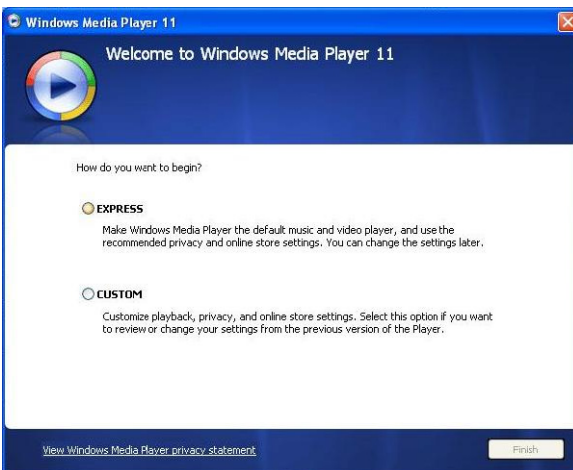 Windows Media Player 11
Welcome to Windows Media Player 11
How do you want to begin?
EXPRESS
Make Windows Media Player the default music and video player, and use the
recommended privacy and online store settings. You can change the settings later.
CUSTOM
Customize playback, privacy, and online store settings. Select this option if you want
to review or change your settings from the previous version of the Player.
View Windows Media Player privacy statement
Finish